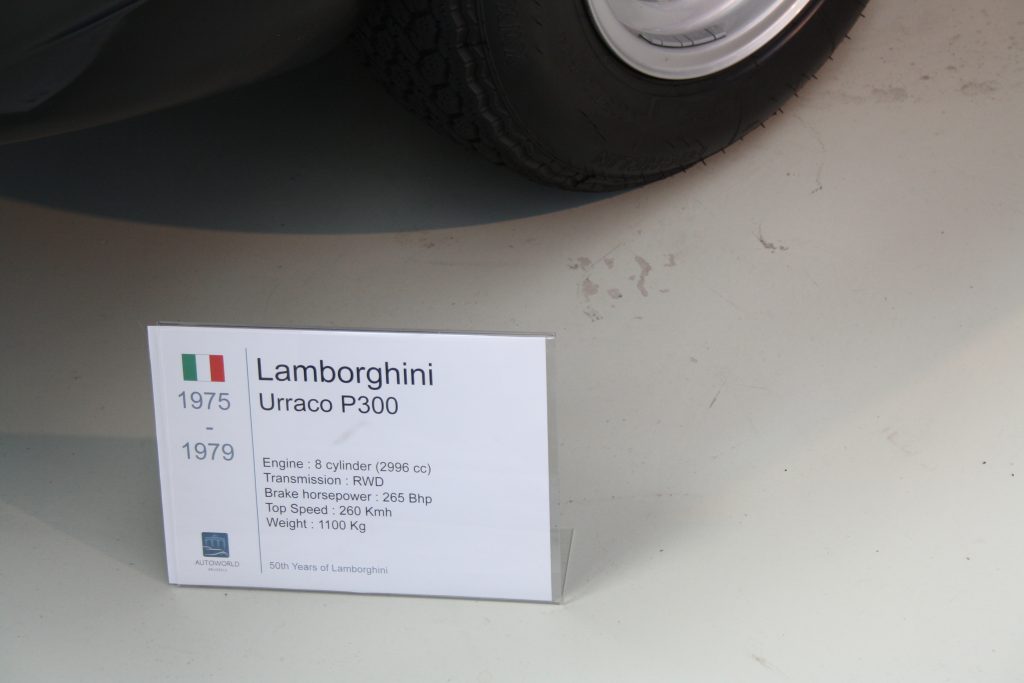 1975
-
1979
Lamborghini
Urraco P300
Engine : 8 cylinder (2996 cc)
Transmission : RWD
Brake horsepower : 265 Bhp
Top Speed : 260 Kmh
Weight : 1100 Kg
AUTOWORLD
BRUSSELS
50th Years of Lamborghini